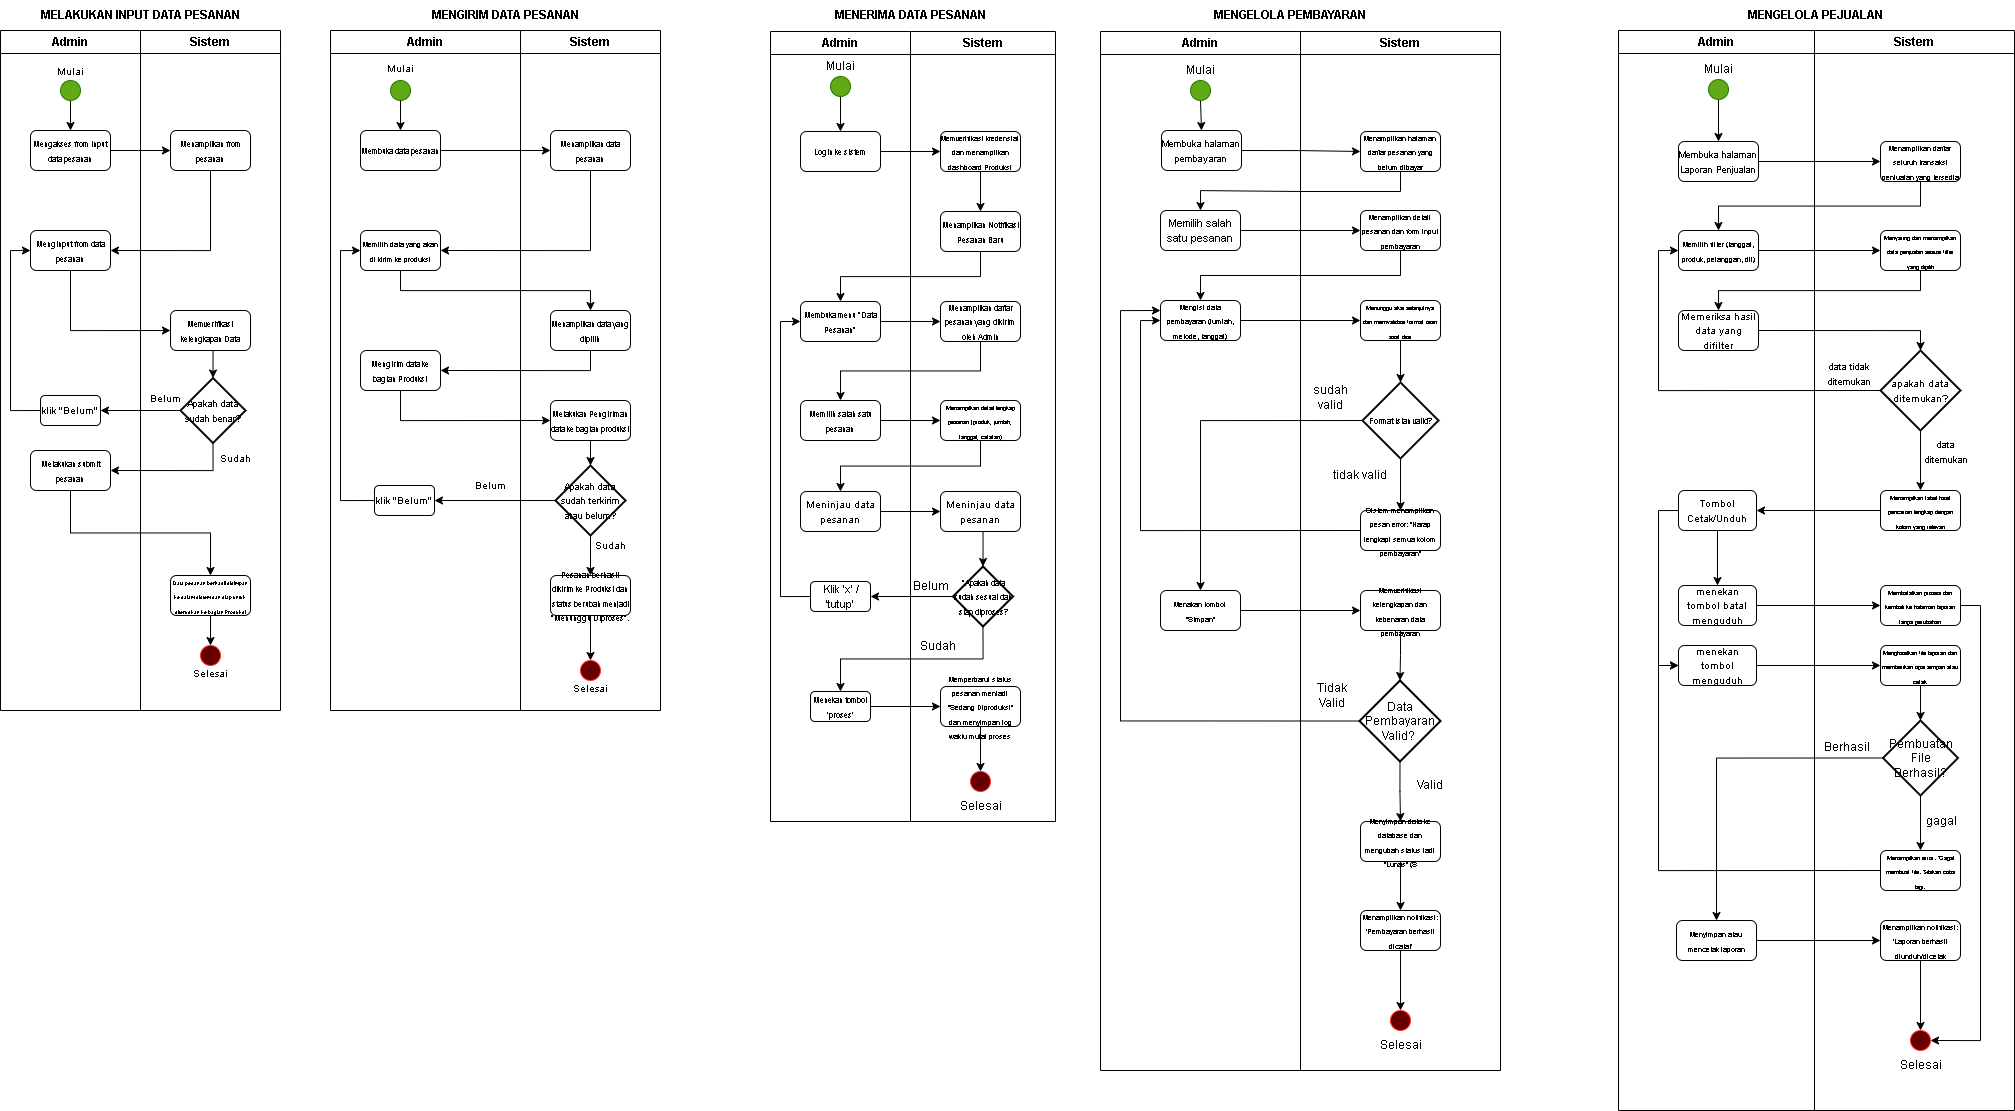 MELAKUKAN INPUT DATA PESANAN
Admin
Sistem
Mulai
Mengakses from input
data pesanan
Menampilkan from
pesanan
Menginput from data
pesanan
Memverifikasi
kelengkapan Data
Apakah data
sudah benar?
Belum
klik "Belum"
Sudah
Melakukan submit
pesanan
Selesai
MENGIRIM DATA PESANAN
Admin
Sistem
Mulai
Membuka data pesanan
Menampilkan data
pesanan
Memilih data yang akan
di kirim ke produksi
Menampilkan data yang
dipilih
Mengirim data ke
bagian Produksi
Melakukan Pengiriman
data ke bagian produksi
Apakah data
sudah terkirim
atau belum?
Belum
klik "Belum"
Sudah
Pesanan berhasil
dikirim ke Produksi dan
status berubah menjadi
"Menunggu Diproses".
Selesai
MENERIMA DATA PESANAN
Admin
Sistem
Mulai
Login ke sistem
Memverifikasi kredensial
dan menampilkan
dashboard Produksi
Menampilkan Notifikasi
Pesanan Baru
Membuka menu "Data
Pesanan"
Menampilkan daftar
pesanan yang dikirim
oleh Admin
Memilih salah satu
pesanan
Menampilkan detail lengkap
pesanan (produk, jumlah,
tanggal, catatan)
Meninjau data
pesanan
Meninjau data
pesanan
"Apakah data
sudah sesuai dan
siap diproses?
Belum
Klik 'x' /
'tutup'
Sudah
Menekan tombol
'proses'
Memperbarui status
pesanan menjadi
"Sedang Diproduksi"
dan menyimpan log
waktu mulai proses
Selesai
MENGELOLA PEMBAYARAN
Admin
Sistem
Mulai
Membuka halaman
pembayaran
Menampilkan halaman
daftar pesanan yang
belum dibayar
Memilih salah
satu pesanan
Menampilkan detail
pesanan dan form input
pembayaran
Mengisi data
pembayaran (jumlah,
metode, tanggal)
sudah
valid
Format isian valid?
tidak valid
Sistem menampilkan
pesan error: "Harap
lengkapi semua kolom
pembayaran"
Menekan tombol
"Simpan"
Memverifikasi
kelengkapan dan
kebenaran data
pembayaran
Tidak
Valid
Data
Pembayaran
Valid?
Valid
Menyimpan data ke
database dan
mengubah status jadi
"Lunas" (S
Menampilkan notifikasi:
'Pembayaran berhasil
dicatat'
Selesai
MENGELOLA PEJUALAN
Admin
Sistem
Mulai
Membuka halaman
Laporan Penjualan
Menampilkan daftar
seluruh transaksi
penjualan yang tersedia
Memilih filter (tanggal,
produk, pelanggan, dll)
Menyaring dan menampilkan
data penjualan sesuai filter
yang dipilih
Memeriksa hasil
data yang
difilter
data tidak
ditemukan
apakah data
ditemukan?
data
ditemukan
Tombol
Cetak/Unduh
Menampilkan tabel hasil
pencarian lengkap dengan
kolom yang relevan
menekan
tombol batal
menguduh
Membatalkan proses dan
kembali ke halaman laporan
tanpa perubahan
menekan
tombol
menguduh
Menghasilkan file laporan dan
memberikan opsi simpan atau
cetak
Berhasil
Pembuatan
File
Berhasil?
gagal
Menampilkan error: "Gagal
membuat file. Silakan coba
lagi.
Menyimpan atau
mencetak laporan
Menampilkan notifikasi:
'Laporan berhasil
diunduh/dicetak
Selesai